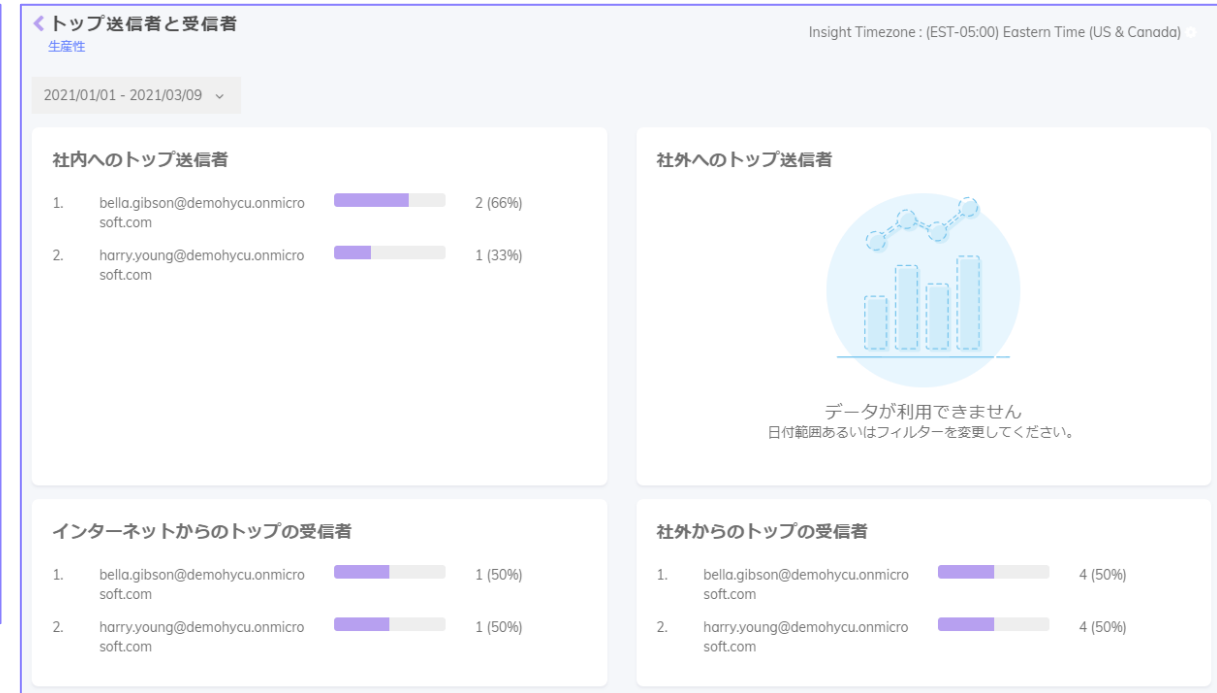 トップ送信者と受信者
生産性
Insight Timezone : (EST-05:00) Eastern Time (US & Canada)
2021/01/01 - 2021/03/09
社内へのトップ送信者
1. bella.gibson@demohycu.onmicro
soft.com
2 (66%)
2. harry.young@demohycu.onmicro
soft.com
1 (33%)
社外へのトップ送信者
データが利用できません
日付範囲あるいはフィルターを変更してください。
インターネットからのトップの受信者
1. bella.gibson@demohycu.onmicro
soft.com
1 (50%)
2. harry.young@demohycu.onmicro
soft.com
1 (50%)
社外からのトップの受信者
1. bella.gibson@demohycu.onmicro
soft.com
4 (50%)
2. harry.young@demohycu.onmicro
soft.com
4 (50%)